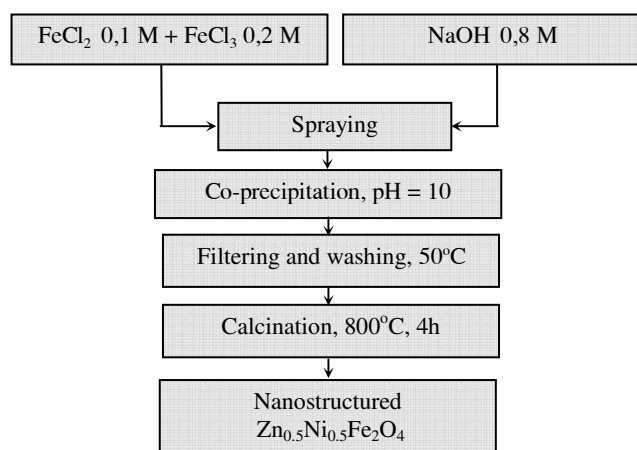 FeCl₂ 0,1 M + FeCl₃ 0,2 M
NaOH 0,8 M
Spraying
Co-precipitation, pH = 10
Filtering and washing, 50ºC
Calcination, 800ºC, 4h
Nanostructured
Zn₀.₅Ni₀.₅Fe₂O₄